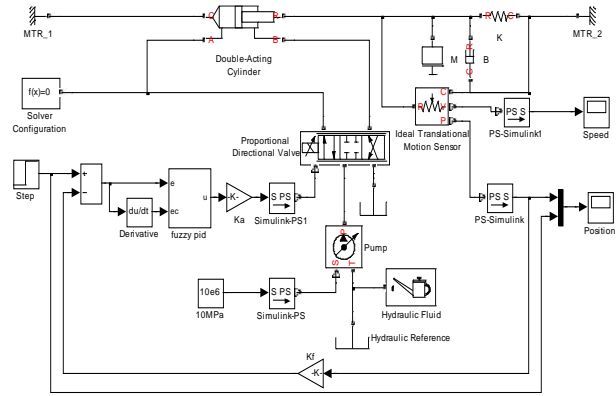 C
R
R
C
MTR_1
MTR_2
K
A
B
R
Double-Acting
Cylinder
M
B
C
f(x)=0
Solver
Configuration
C
R
V
P
PS S
Ideal Translational
Motion Sensor
PS-Simulink1
Speed
Proportional
Directional Valve
Step
+
−
e
u
ec
du/dt
Derivative
fuzzy pid
-K-
Ka
S PS
Simulink-PS1
PS S
PS-Simulink
Position
P
S
T
Pump
10e6
10MPa
S PS
Simulink-PS
Hydraulic Fluid
Hydraulic Reference
Kf
-K-